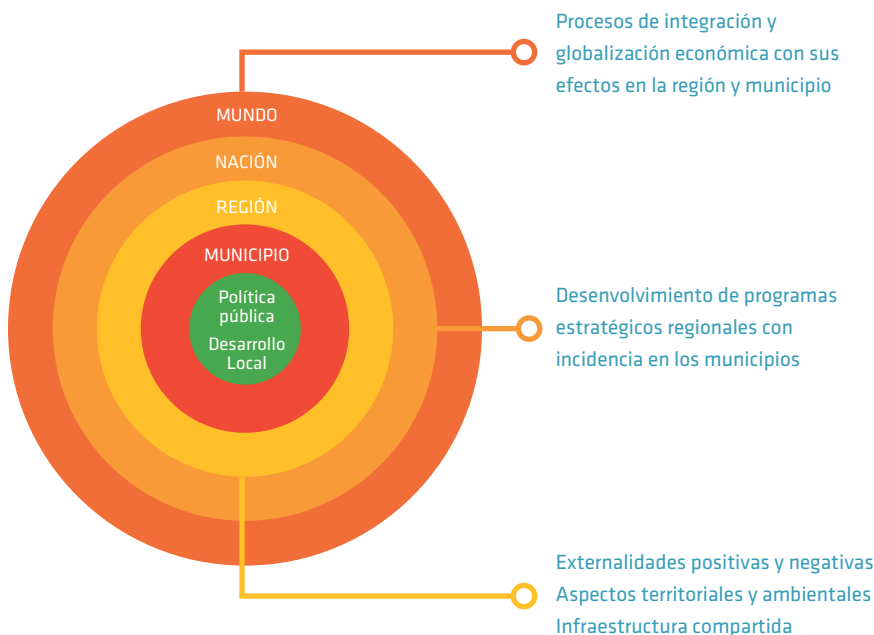 Procesos de integración y
globalización económica con sus
efectos en la región y municipio
MUNDO
NACIÓN
REGIÓN
MUNICIPIO
Política
pública
Desarrollo
Local
Desenvolvimiento de programas
estratégicos regionales con
incidencia en los municipios
Externalidades positivas y negativas
Aspectos territoriales y ambientales
Infraestructura compartida